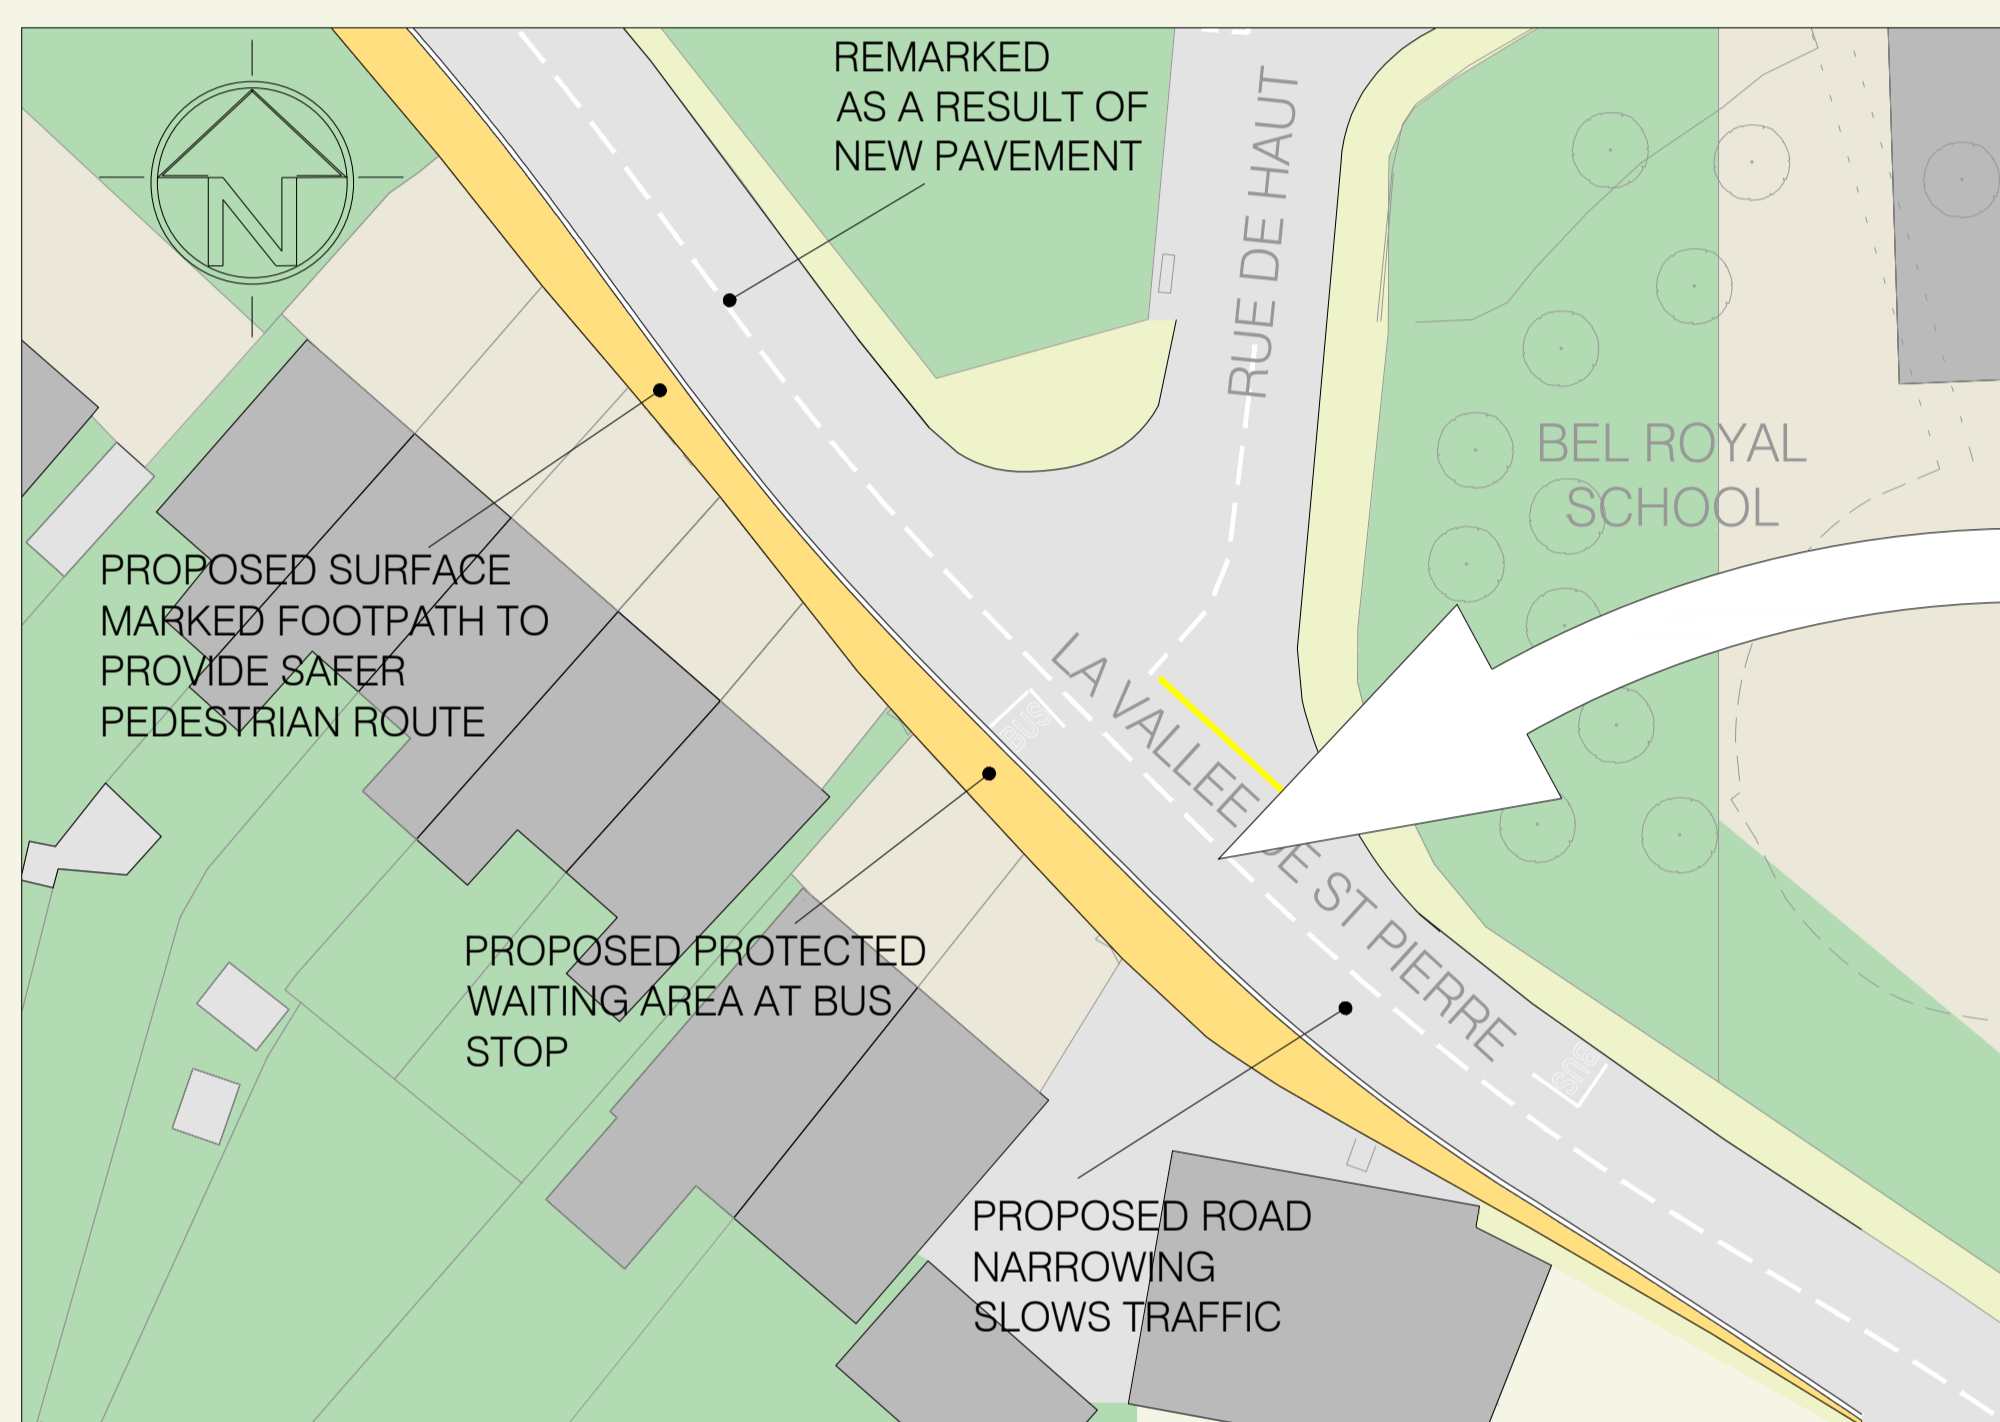 REMARKED
AS A RESULT OF
NEW PAVEMENT
N
RUE DE HAUT
BEL ROYAL
SCHOOL
PROPOSED SURFACE
MARKED FOOTPATH TO
PROVIDE SAFER
PEDESTRIAN ROUTE
BUS
LA VALLEE DE ST PIERRE
PROPOSED PROTECTED
WAITING AREA AT BUS
STOP
BUS
PROPOSED ROAD
NARROWING
SLOWS TRAFFIC